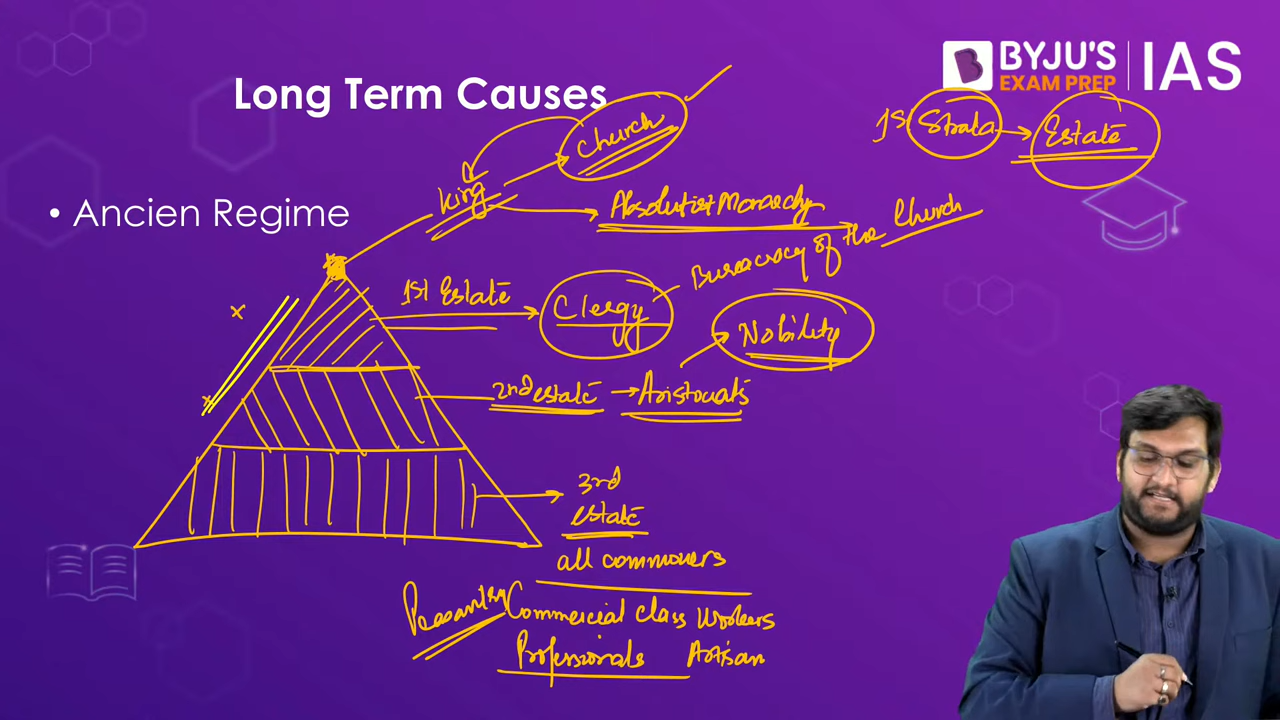 BYJU'S
EXAM PREP
IAS
Long Term Causes
Church
1st Strata → Estate
King
→ Absolutist Monarchy
• Ancien Regime
1st Estate → Clergy
Bureacracy of the Church
Nobility
x
2nd estate → Aristocrats
3rd
estate
all commoners
Peasantry Commercial class Workers
Professionals Artisan